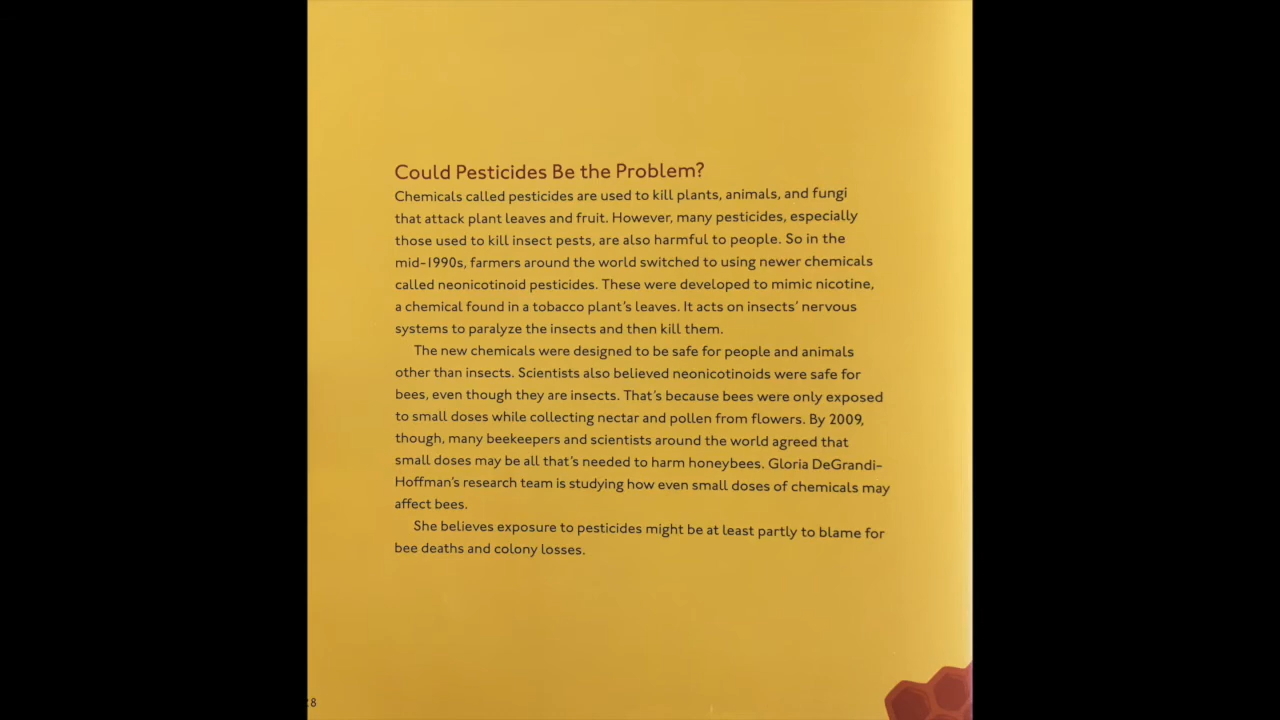 Could Pesticides Be the Problem?
Chemicals called pesticides are used to kill plants, animals, and fungi
that attack plant leaves and fruit. However, many pesticides, especially
those used to kill insect pests, are also harmful to people. So in the
mid-1990s, farmers around the world switched to using newer chemicals
called neonicotinoid pesticides. These were developed to mimic nicotine,
a chemical found in a tobacco plant's leaves. It acts on insects' nervous
systems to paralyze the insects and then kill them.
The new chemicals were designed to be safe for people and animals
other than insects. Scientists also believed neonicotinoids were safe for
bees, even though they are insects. That's because bees were only exposed
to small doses while collecting nectar and pollen from flowers. By 2009,
though, many beekeepers and scientists around the world agreed that
small doses may be all that's needed to harm honeybees. Gloria DeGrandi-
Hoffman's research team is studying how even small doses of chemicals may
affect bees.
She believes exposure to pesticides might be at least partly to blame for
bee deaths and colony losses.